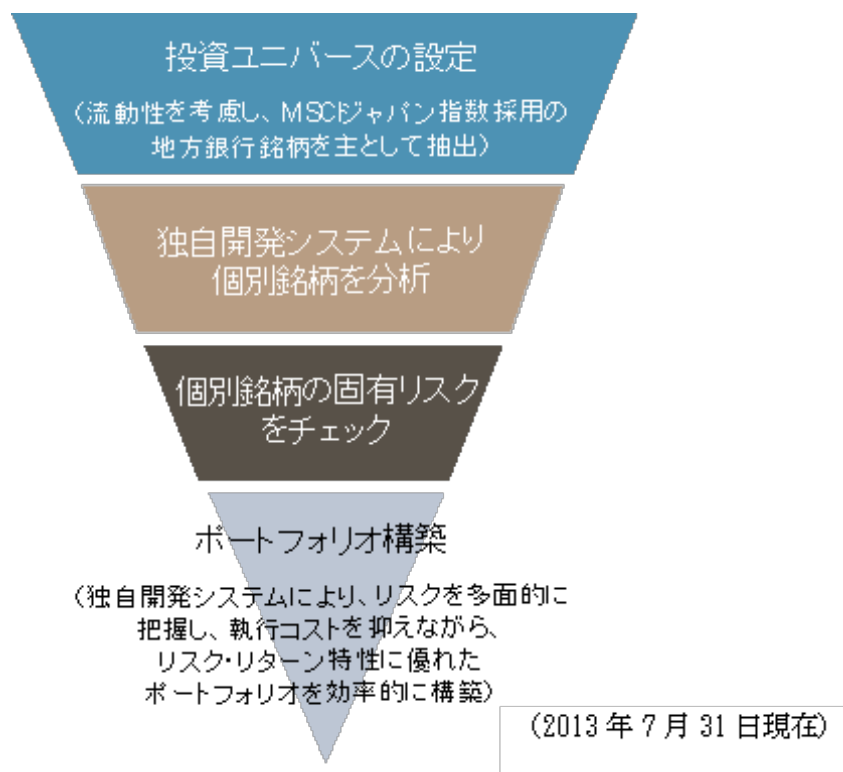 投資ユニバースの設定
（流動性を考慮し、MSCIジャパン指数採用の
地方銀行銘柄を主として抽出）
独自開発システムにより
個別銘柄を分析
個別銘柄の固有リスク
をチェック
ポートフォリオ構築
（独自開発システムにより、リスクを多面的に
把握し、執行コストを抑えながら、
リスク・リターン特性に優れた
ポートフォリオを効率的に構築）
（2013年7月31日現在）